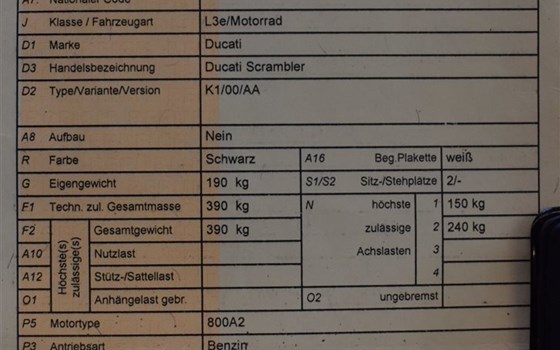 A7. Nationaler Code
J Klasse / Fahrzeugart L3e/Motorrad
D1 Marke Ducati
D3 Handelsbezeichnung Ducati Scrambler
D2 Type/Variante/Version K1/00/AA
A8 Aufbau Nein
R Farbe Schwarz A16 Beg.Plakette weiß
G Eigengewicht 190 kg S1/S2 Sitz-/Stehplätze 2/-
F1 Techn. zul. Gesamtmasse 390 kg N höchste 1 150 kg
F2 Höchste(s) zulässige(s) Gesamtgewicht 390 kg zulässige 2 240 kg
A10 Nutzlast Achslasten 3
A12 Stütz-/Sattellast 4
O1 Anhängelast gebr. O2 ungebremst
P5 Motortype 800A2
P3 Antriebsart Benzin